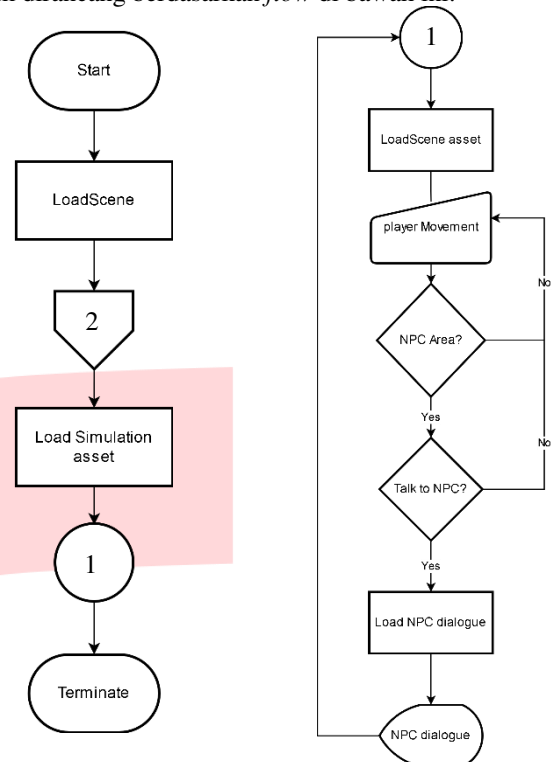 dirancang berdasarkan flow di bawah ini.
Start
LoadScene
2
Load Simulation
asset
1
Terminate
1
LoadScene asset
player Movement
No
NPC Area?
Yes
No
Talk to NPC?
Yes
Load NPC dialogue
NPC dialogue